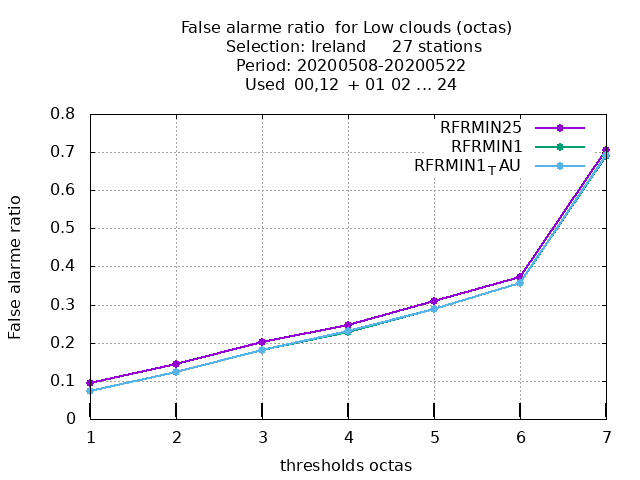 False alarme ratio  for Low clouds (octas)
Selection: Ireland     27 stations
Period: 20200508-20200522
Used  00,12  + 01 02 ... 24
RFRMIN25
RFRMIN1
RFRMIN1TAU
0.8
0.7
0.6
0.5
0.4
0.3
0.2
0.1
0
False alarme ratio
1 2 3 4 5 6 7
thresholds octas